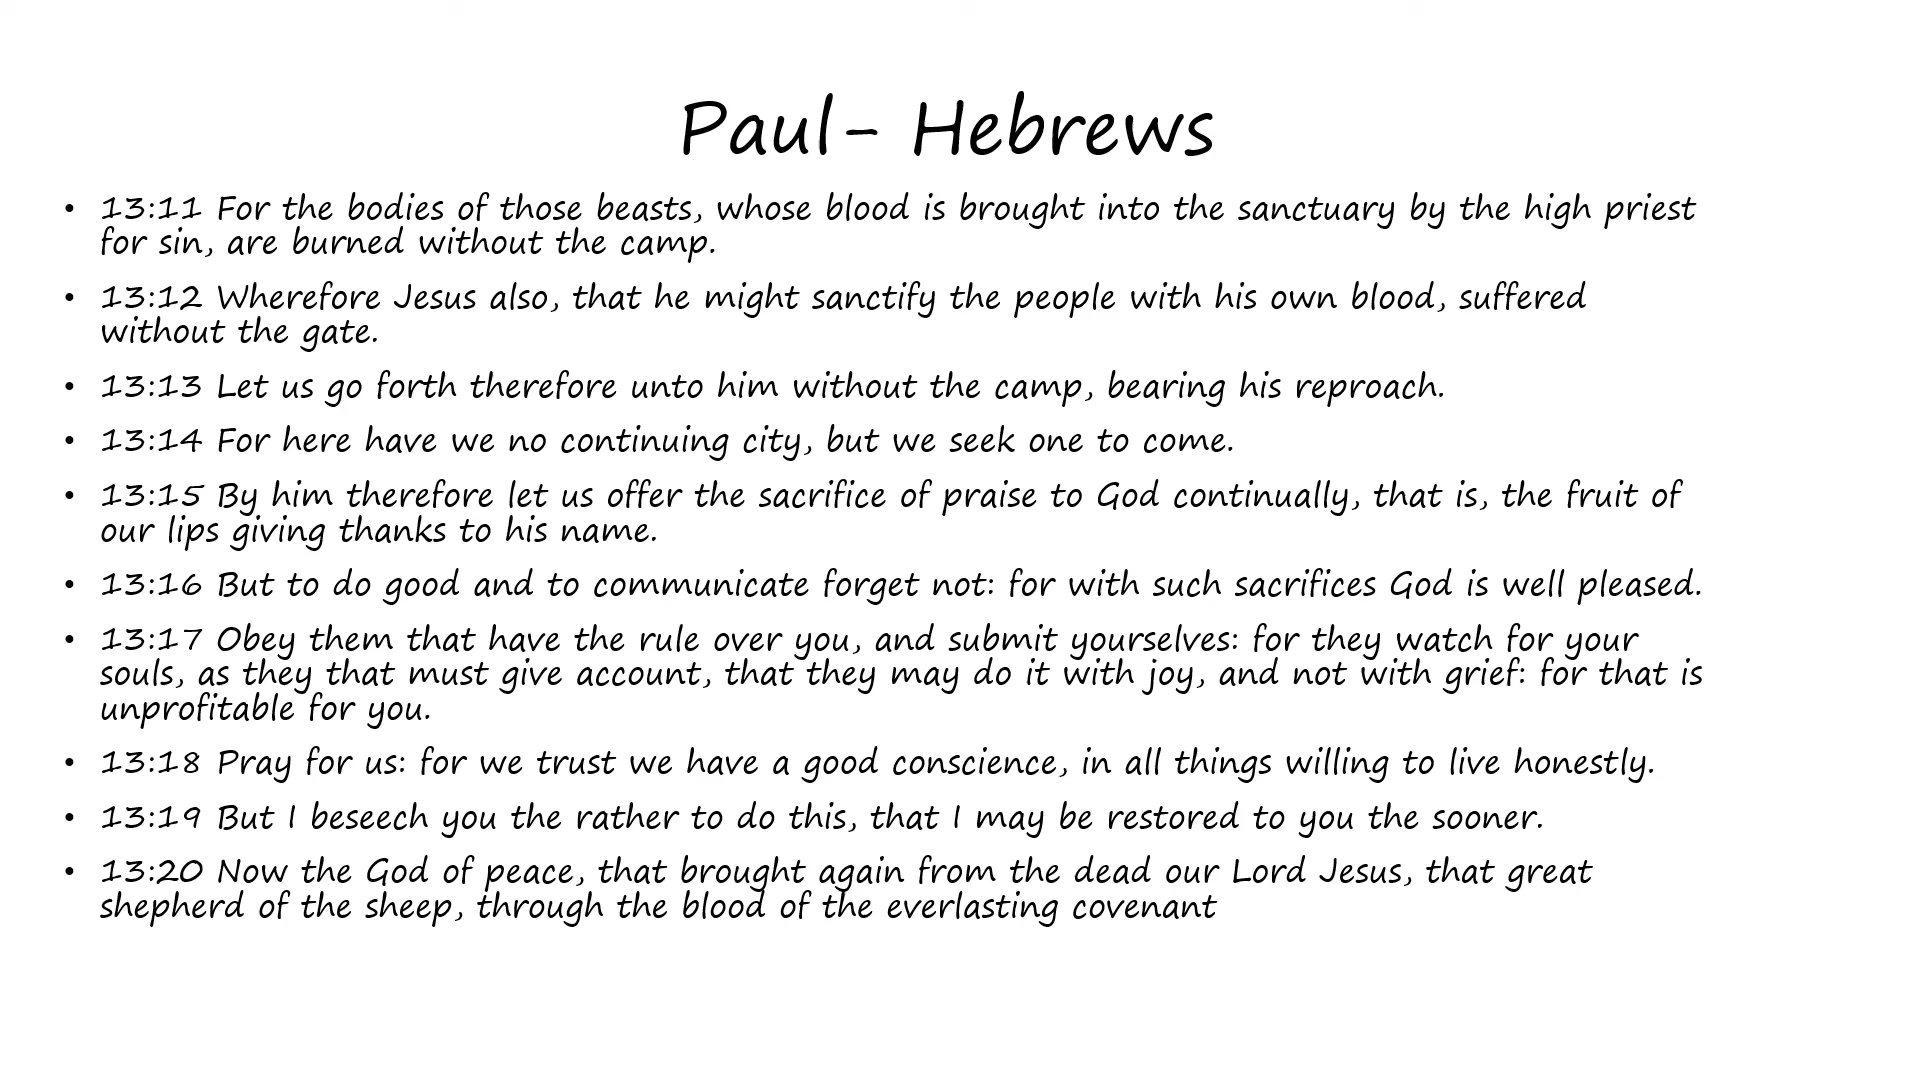 Paul- Hebrews
• 13:11 For the bodies of those beasts, whose blood is brought into the sanctuary by the high priest
for sin, are burned without the camp.
• 13:12 Wherefore Jesus also, that he might sanctify the people with his own blood, suffered
without the gate.
• 13:13 Let us go forth therefore unto him without the camp, bearing his reproach.
• 13:14 For here have we no continuing city, but we seek one to come.
• 13:15 By him therefore let us offer the sacrifice of praise to God continually, that is, the fruit of
our lips giving thanks to his name.
• 13:16 But to do good and to communicate forget not: for with such sacrifices God is well pleased.
• 13:17 Obey them that have the rule over you, and submit yourselves: for they watch for your
souls, as they that must give account, that they may do it with joy, and not with grief: for that is
unprofitable for you.
• 13:18 Pray for us: for we trust we have a good conscience, in all things willing to live honestly.
• 13:19 But I beseech you the rather to do this, that I may be restored to you the sooner.
• 13:20 Now the God of peace, that brought again from the dead our Lord Jesus, that great
shepherd of the sheep, through the blood of the everlasting covenant